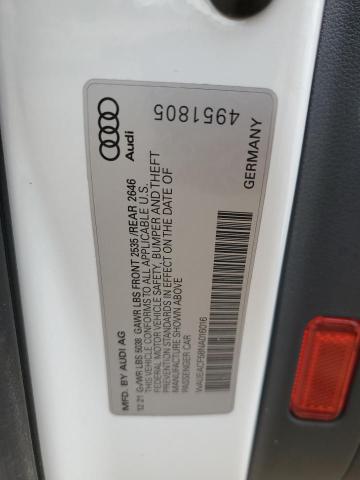 Audi
4951805
MFD. BY AUDI AG
12.21 GVWR LBS 5038 GAWR LBS FRONT 2535 /REAR 2646
THIS VEHICLE CONFORMS TO ALL APPLICABLE U.S.
FEDERAL MOTOR VEHICLE SAFETY, BUMPER AND THEFT
PREVENTION STANDARDS IN EFFECT ON THE DATE OF
MANUFACTURE SHOWN ABOVE.
PASSENGER CAR
WAUEACF58NA016016
GERMANY